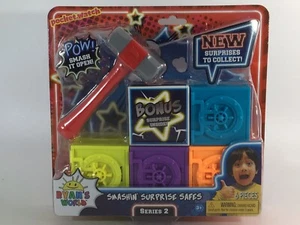 pocket.watch
POW!
SMASH
IT OPEN!
NEW
SURPRISES
TO COLLECT!
BONUS
SURPRISE
INSIDE!
RYAN'S
WORLD
SMASHIN' SURPRISE SAFES
SERIES 2